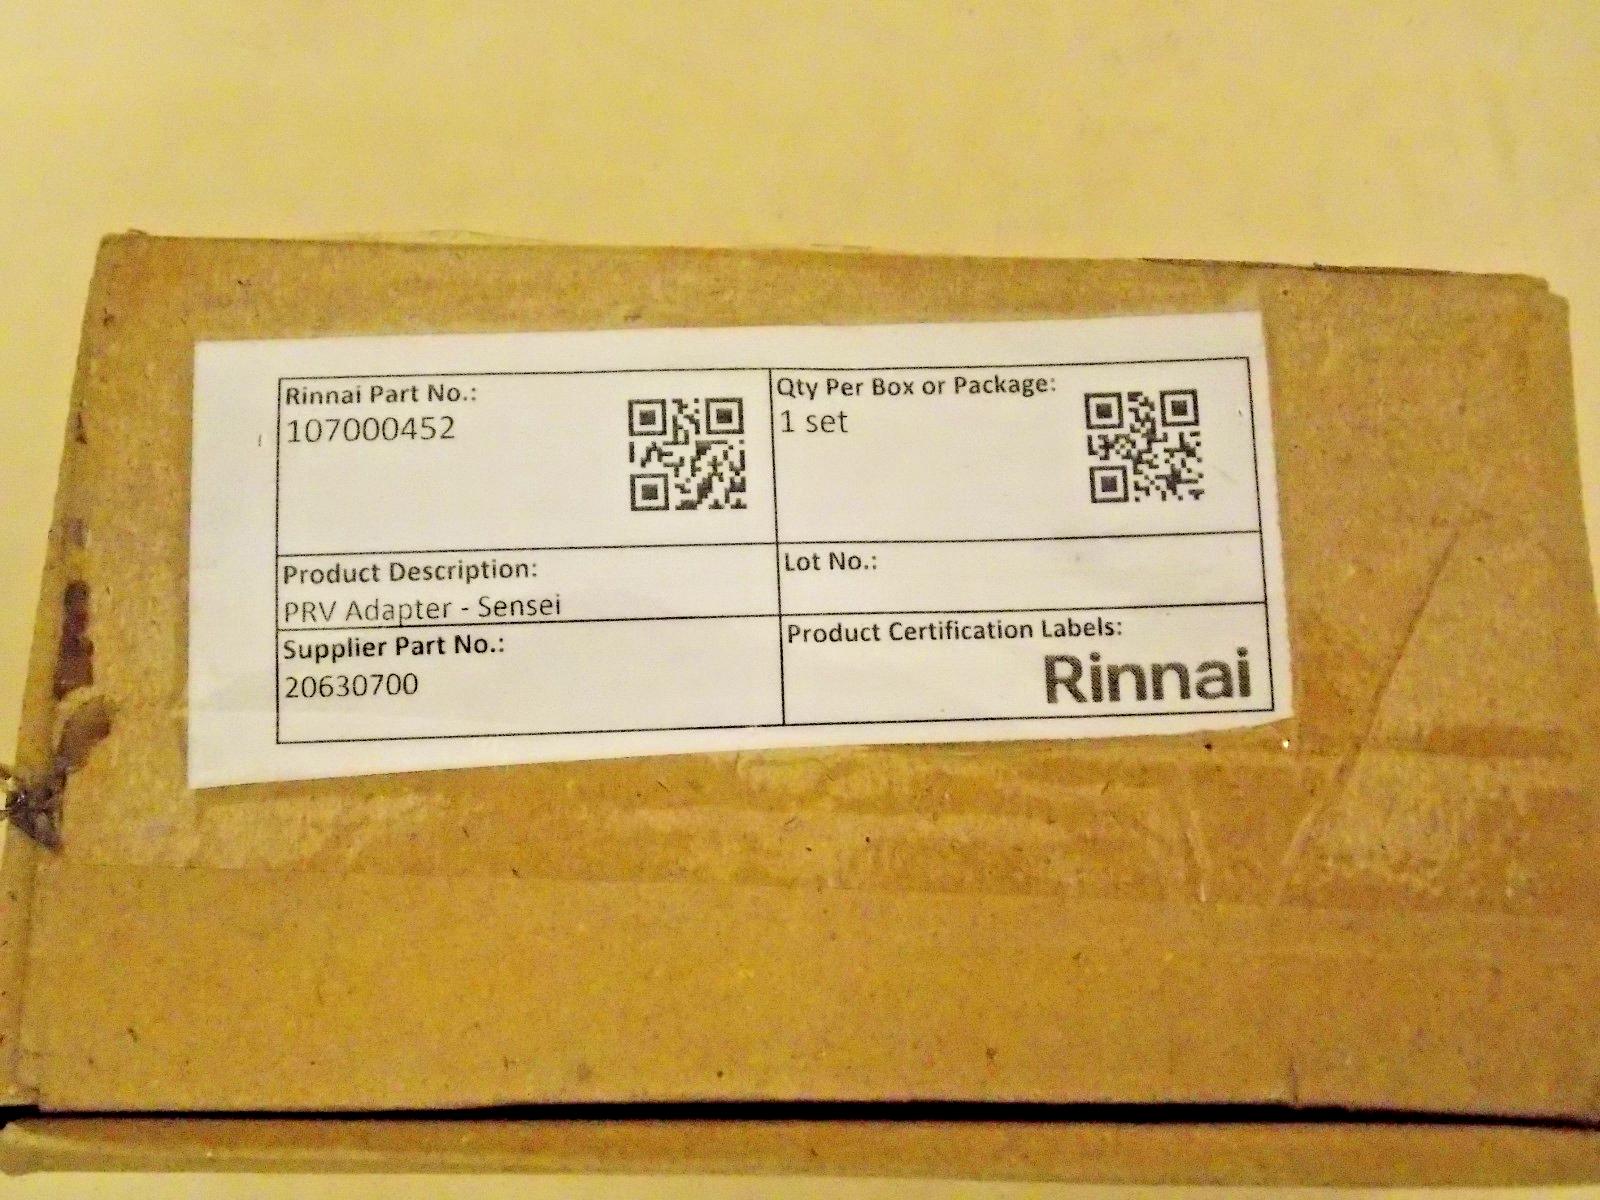 Rinnai Part No.:
107000452
Qty Per Box or Package:
1 set
Product Description:
PRV Adapter - Sensei
Lot No.:
Supplier Part No.:
20630700
Product Certification Labels:
Rinnai